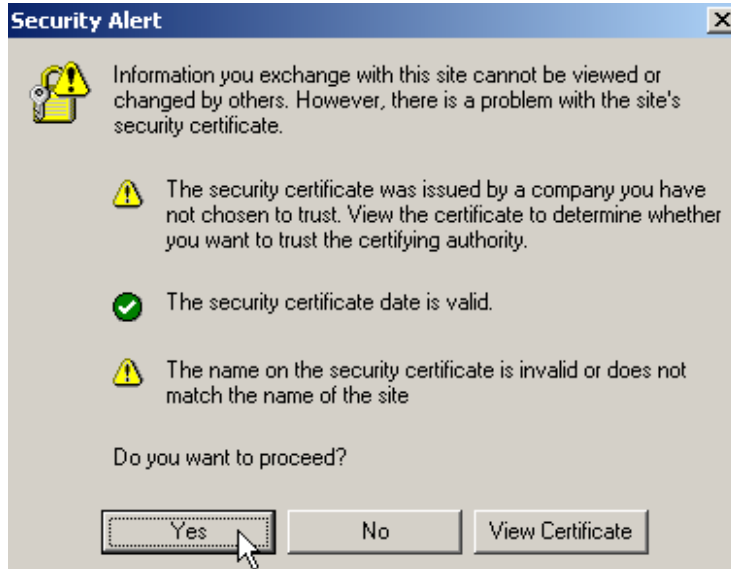 Security Alert
Information you exchange with this site cannot be viewed or
changed by others. However, there is a problem with the site's
security certificate.
The security certificate was issued by a company you have
not chosen to trust. View the certificate to determine whether
you want to trust the certifying authority.
The security certificate date is valid.
The name on the security certificate is invalid or does not
match the name of the site
Do you want to proceed?
Yes No View Certificate